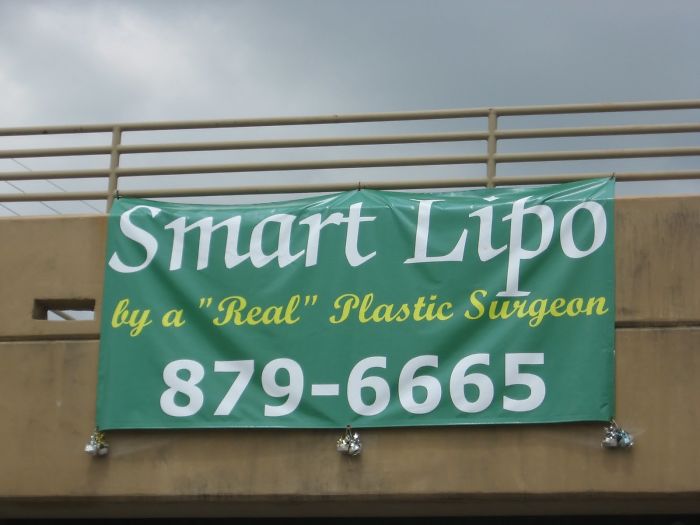 Smart Lipo
by a "Real" Plastic Surgeon
879-6665